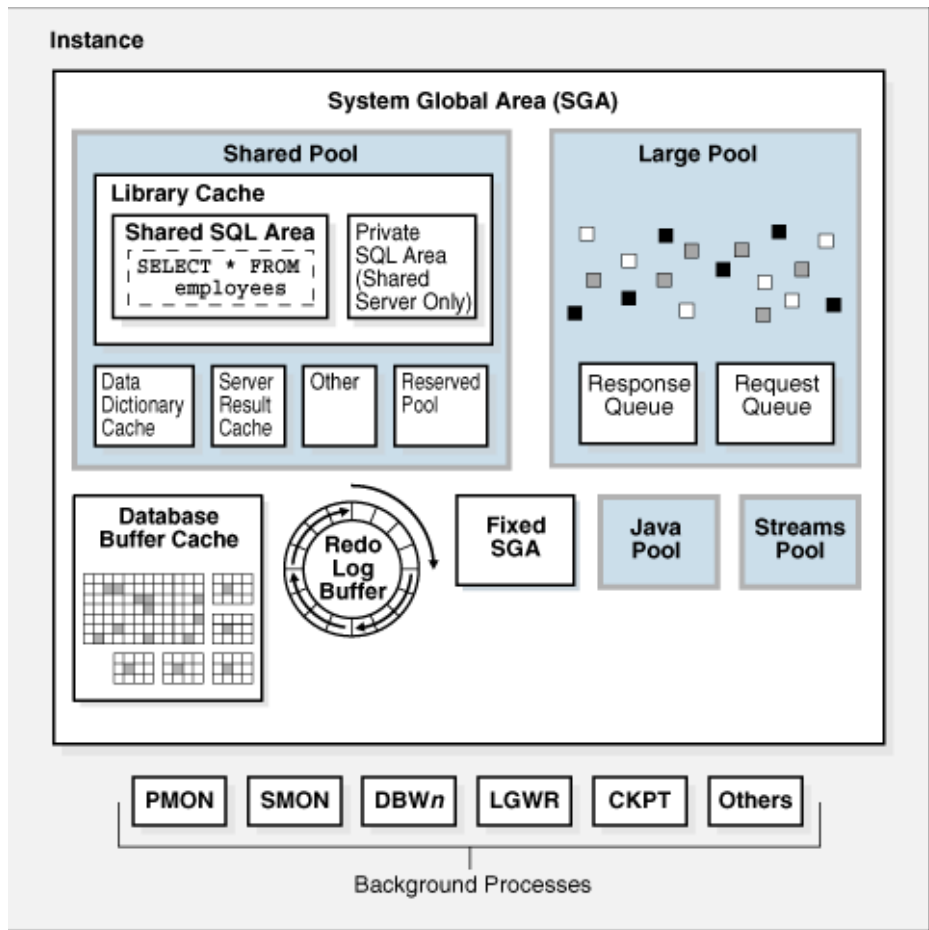 Instance
System Global Area (SGA)
Shared Pool
Library Cache
Shared SQL Area
SELECT * FROM
employees
Private
SQL Area
(Shared
Server Only)
Data
Dictionary
Cache
Server
Result
Cache
Other
Reserved
Pool
Large Pool
Response
Queue
Request
Queue
Database
Buffer Cache
Redo
Log
Buffer
Fixed
SGA
Java
Pool
Streams
Pool
PMON
SMON
DBWn
LGWR
CKPT
Others
Background Processes